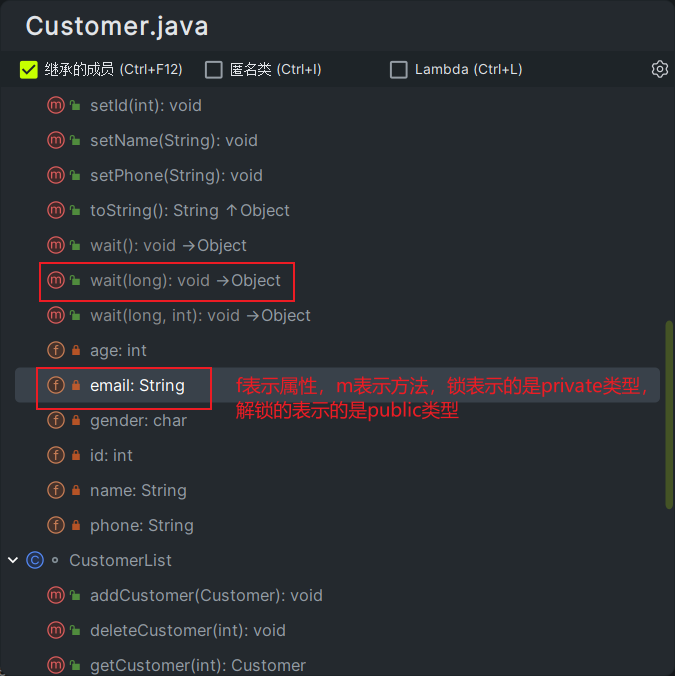 Customer.java
继承的成员 (Ctrl+F12) 匿名类 (Ctrl+I) Lambda (Ctrl+L)
m setId(int): void
m setName(String): void
m setPhone(String): void
m toString(): String ↑Object
m wait(): void →Object
m wait(long): void →Object
m wait(long, int): void →Object
f age: int
f email: String
f表示属性，m表示方法，锁表示的是private类型，
解锁的表示的是public类型
f gender: char
f id: int
f name: String
f phone: String
C CustomerList
m addCustomer(Customer): void
m deleteCustomer(int): void
m getCustomer(int): Customer